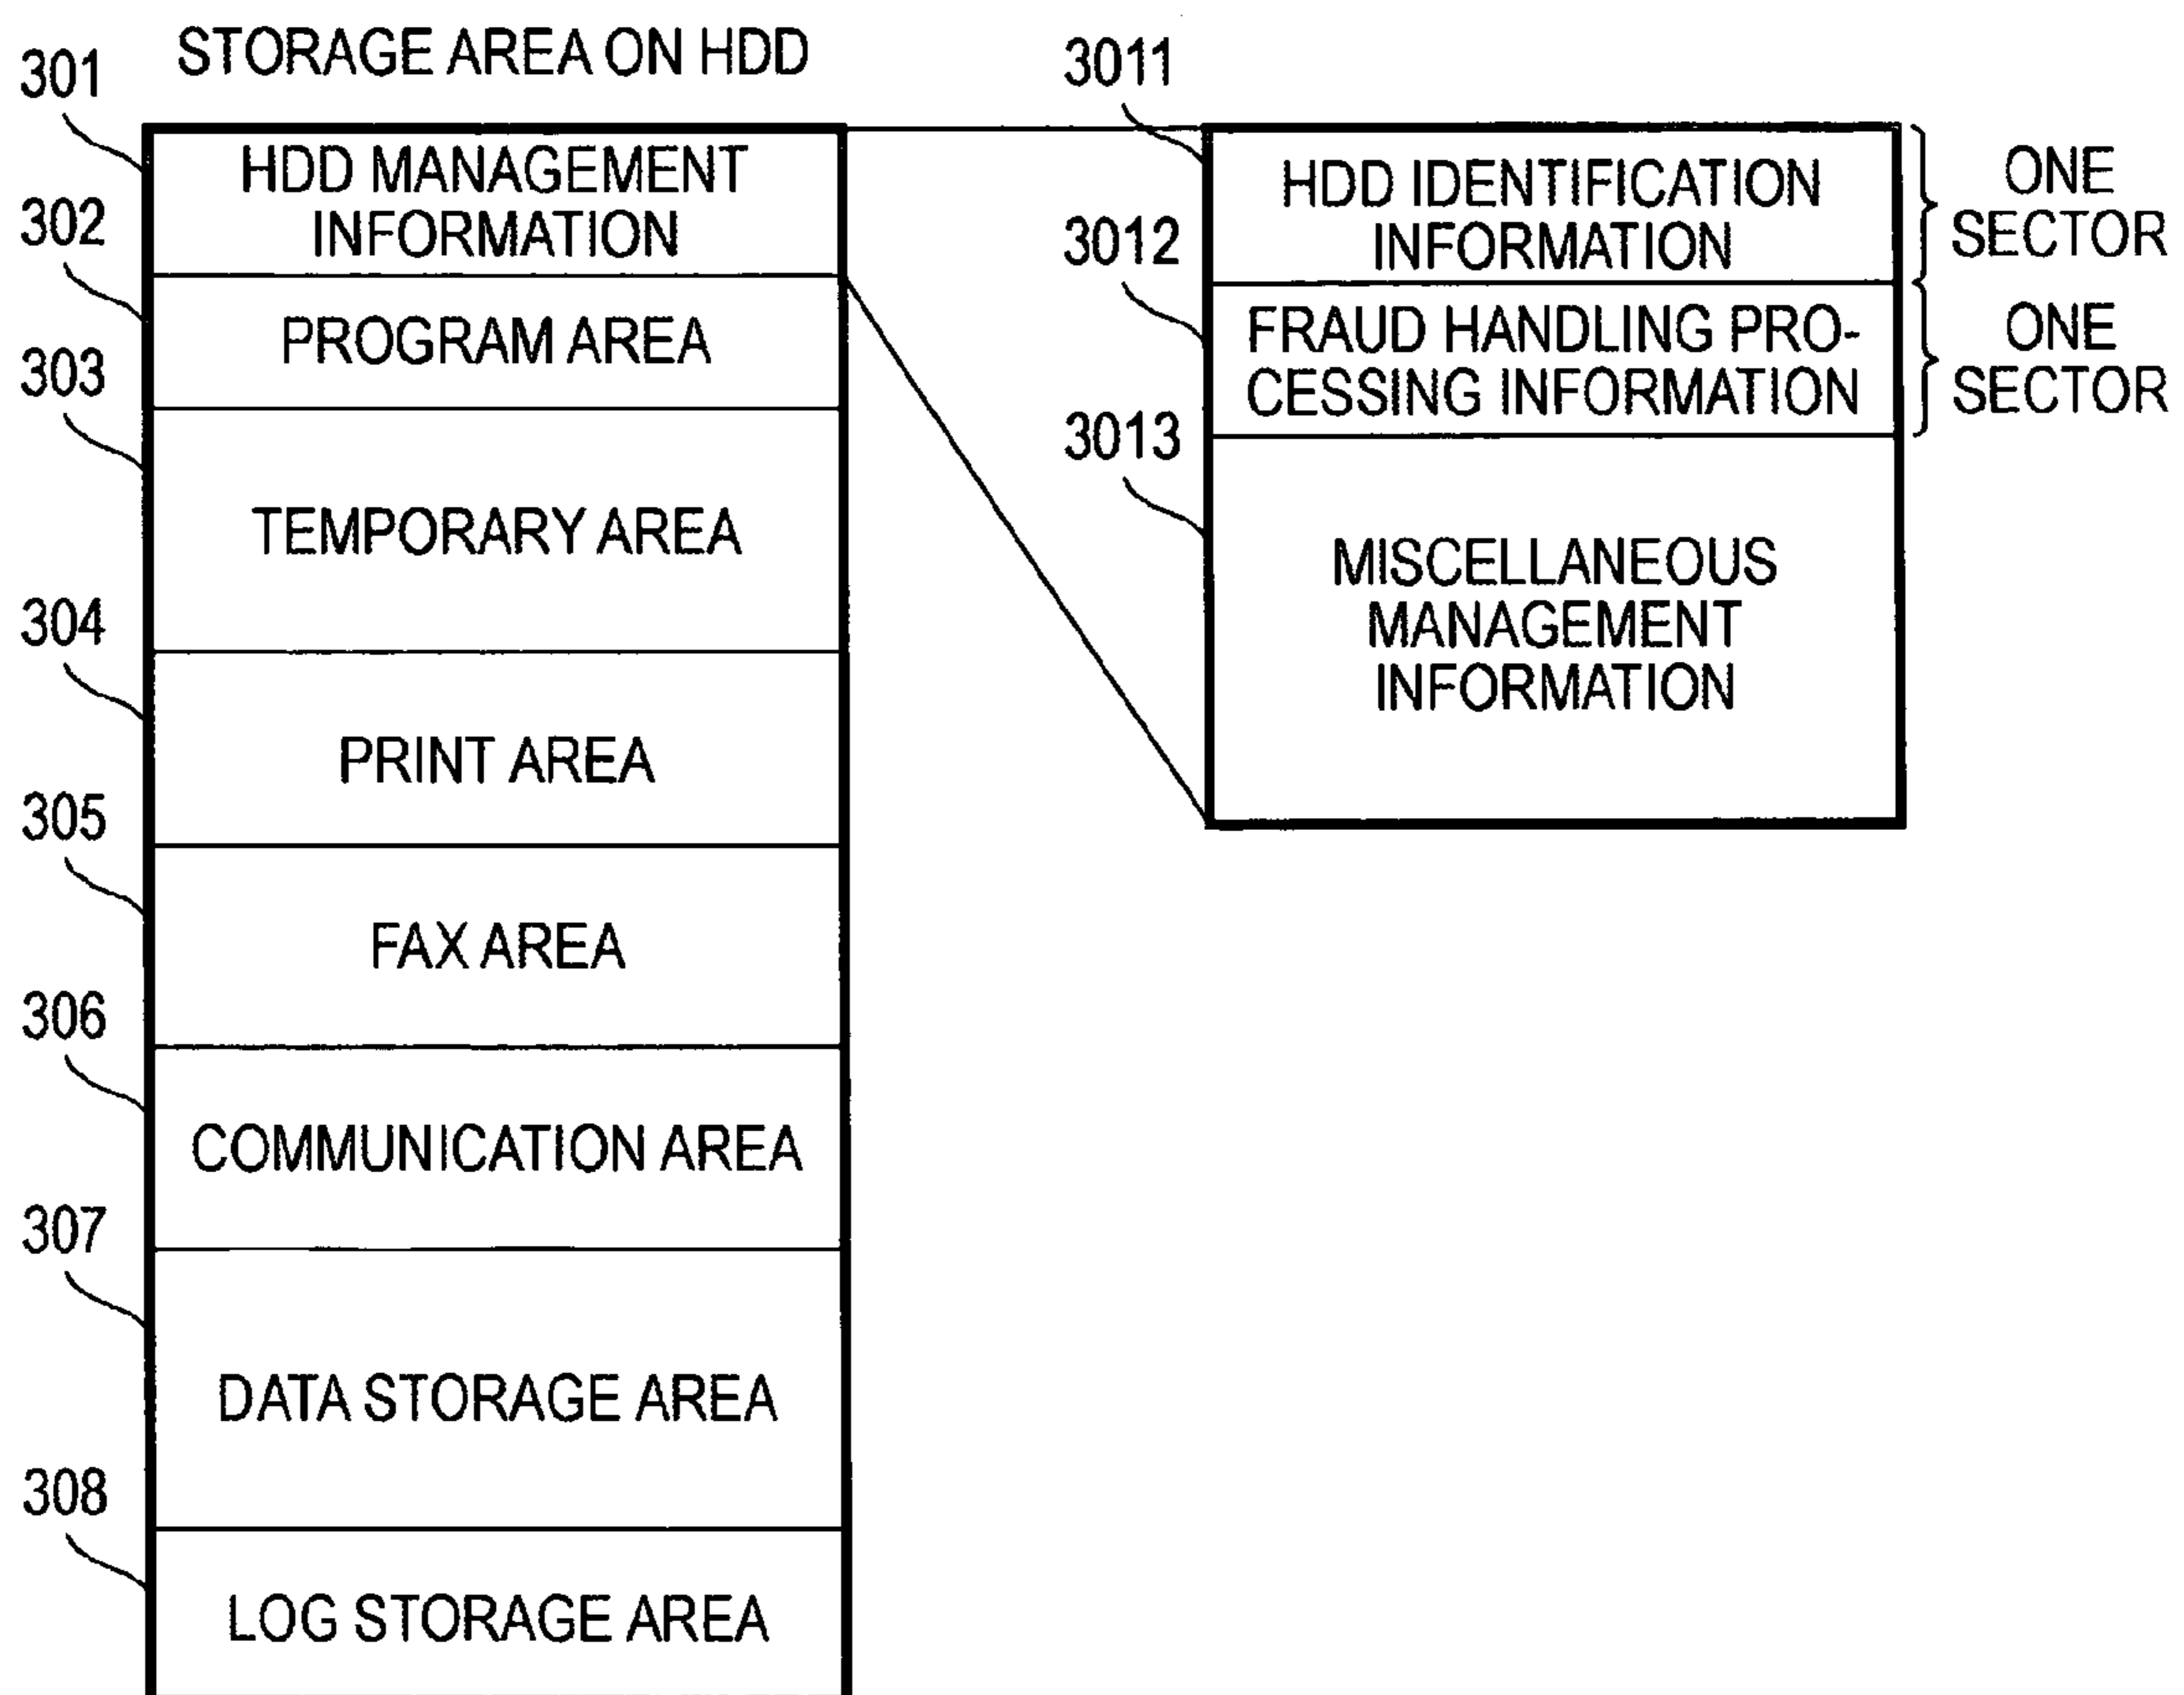 STORAGE AREA ON HDD
301
HDD MANAGEMENT
INFORMATION
302
PROGRAM AREA
303
TEMPORARY AREA
304
PRINT AREA
305
FAX AREA
306
COMMUNICATION AREA
307
DATA STORAGE AREA
308
LOG STORAGE AREA
3011
HDD IDENTIFICATION
INFORMATION
ONE
SECTOR
3012
FRAUD HANDLING PRO-
CESSING INFORMATION
ONE
SECTOR
3013
MISCELLANEOUS
MANAGEMENT
INFORMATION